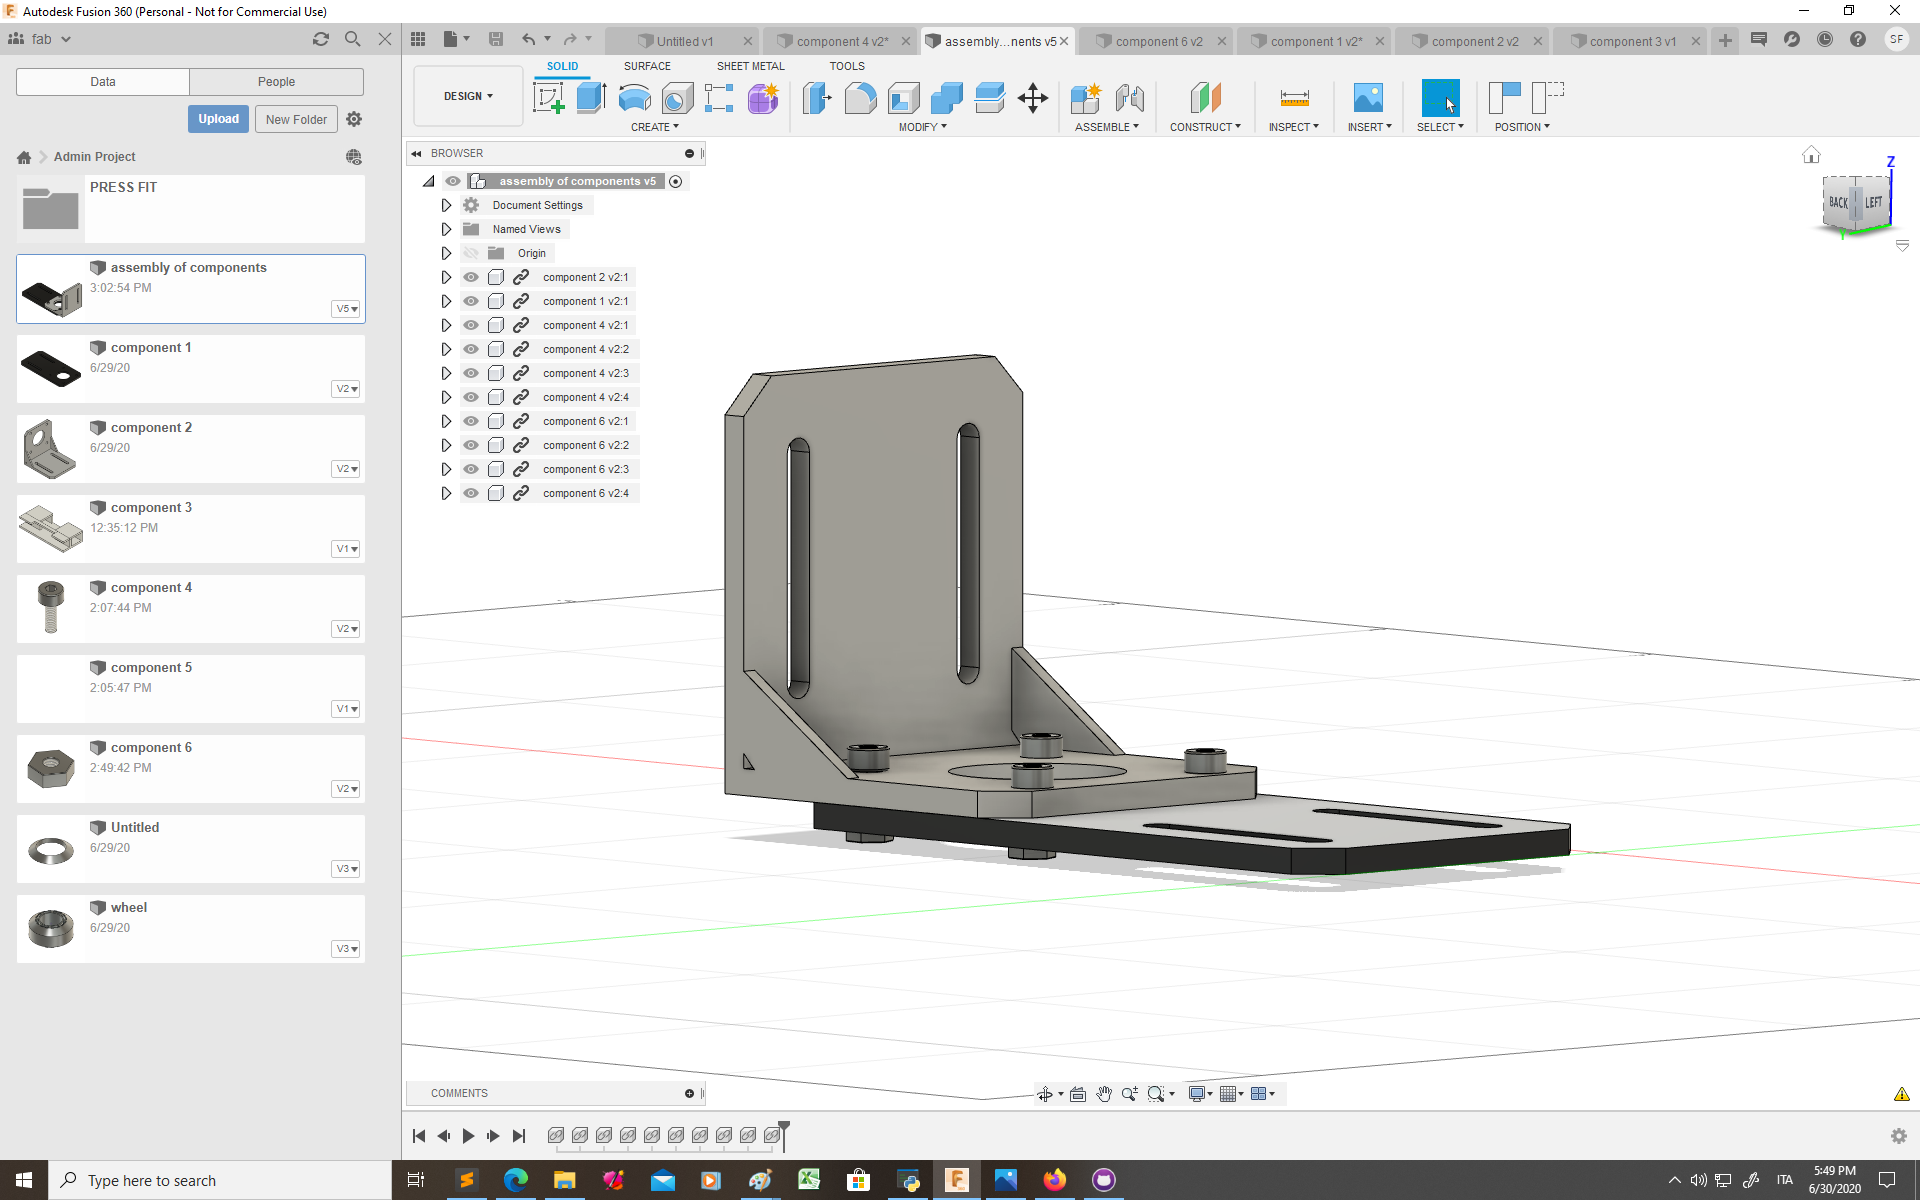 Autodesk Fusion 360 (Personal - Not for Commercial Use)
fab
Data
People
Upload
New Folder
Admin Project
PRESS FIT
assembly of components
3:02:54 PM
V5
component 1
6/29/20
V2
component 2
6/29/20
V2
component 3
12:35:12 PM
V1
component 4
2:07:44 PM
V2
component 5
2:05:47 PM
V1
component 6
2:49:42 PM
V2
Untitled
6/29/20
V3
wheel
6/29/20
V3
Untitled v1
component 4 v2*
assembly...nents v5
component 6 v2
component 1 v2*
component 2 v2
component 3 v1
SF
SOLID
SURFACE
SHEET METAL
TOOLS
DESIGN
CREATE
MODIFY
ASSEMBLE
CONSTRUCT
INSPECT
INSERT
SELECT
POSITION
BROWSER
assembly of components v5
Document Settings
Named Views
Origin
component 2 v2:1
component 1 v2:1
component 4 v2:1
component 4 v2:2
component 4 v2:3
component 4 v2:4
component 6 v2:1
component 6 v2:2
component 6 v2:3
component 6 v2:4
Z
BACK
LEFT
Y
COMMENTS
Type here to search
ITA
5:49 PM
6/30/2020